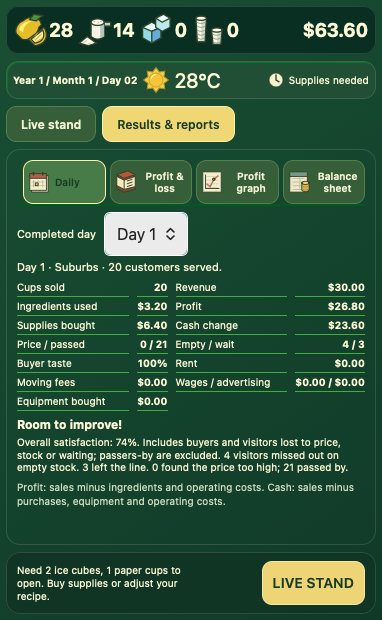 28 14 0 0 $63.60
Year 1 / Month 1 / Day 02 28°C Supplies needed
Live stand Results & reports
Daily Profit & loss Profit graph Balance sheet
Completed day Day 1
Day 1 · Suburbs · 20 customers served.
Cups sold 20 Revenue $30.00
Ingredients used $3.20 Profit $26.80
Supplies bought $6.40 Cash change $23.60
Price / passed 0 / 21 Empty / wait 4 / 3
Buyer taste 100% Rent $0.00
Moving fees $0.00 Wages / advertising $0.00 / $0.00
Equipment bought $0.00
Room to improve!
Overall satisfaction: 74%. Includes buyers and visitors lost to price,
stock or waiting; passers-by are excluded. 4 visitors missed out on
empty stock. 3 left the line. 0 found the price too high; 21 passed by.
Profit: sales minus ingredients and operating costs. Cash: sales minus
purchases, equipment and operating costs.
Need 2 ice cubes, 1 paper cups to
open. Buy supplies or adjust your
recipe.
LIVE STAND